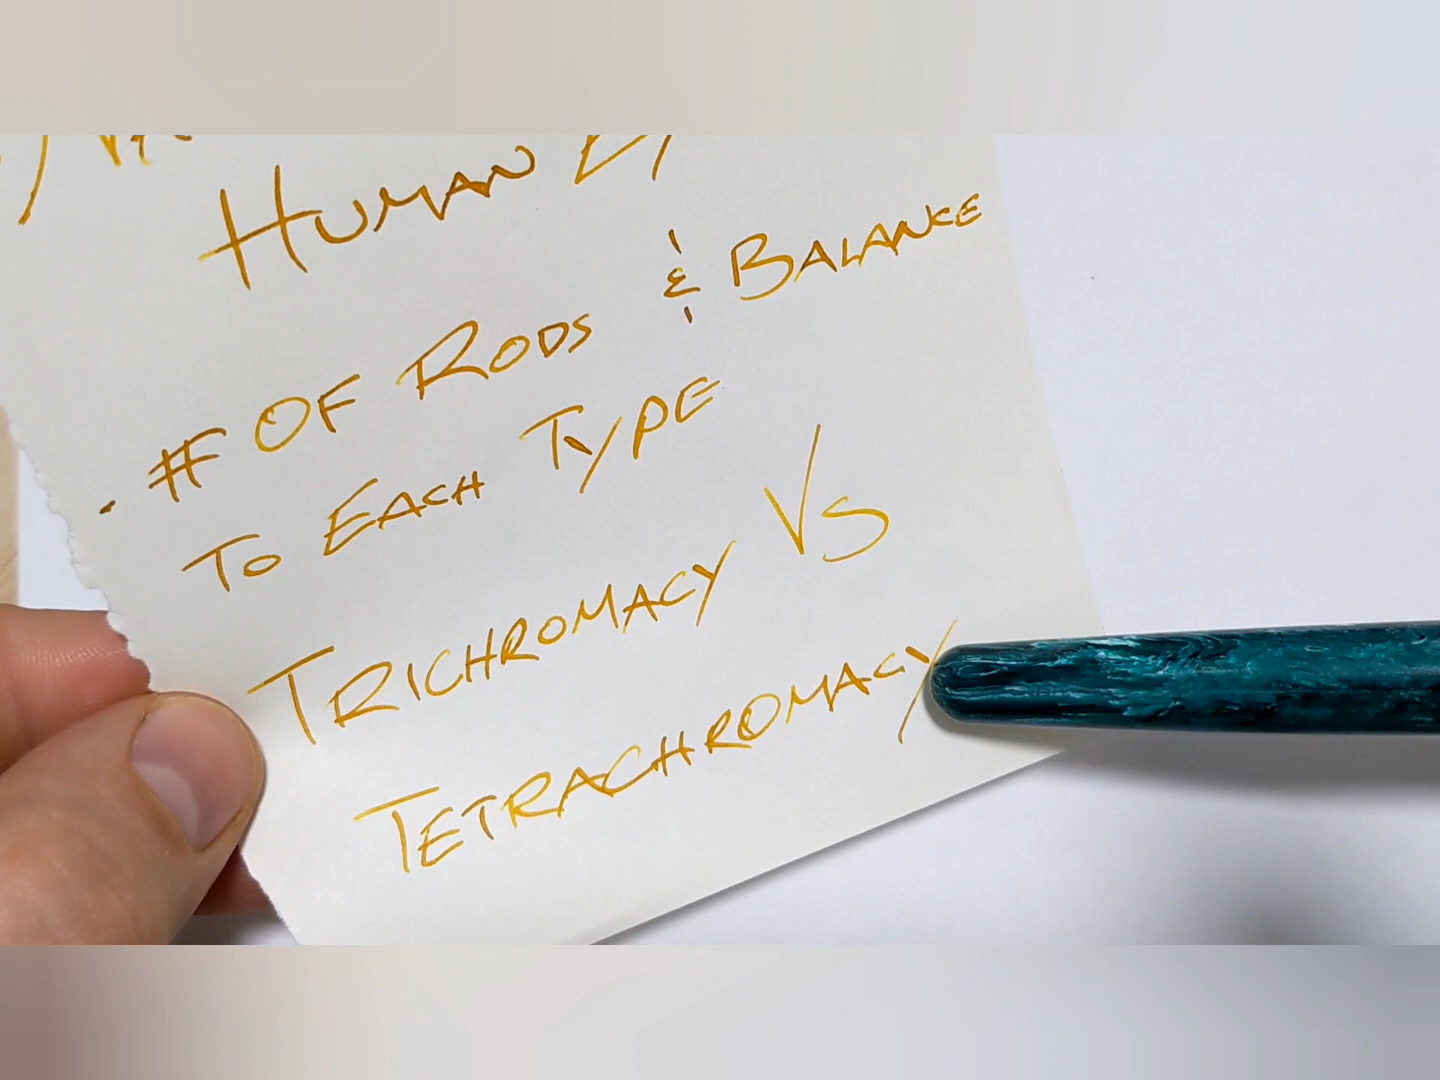 Human
. # of Rods & Balance
To Each Type
Trichromacy Vs
Tetrachromacy